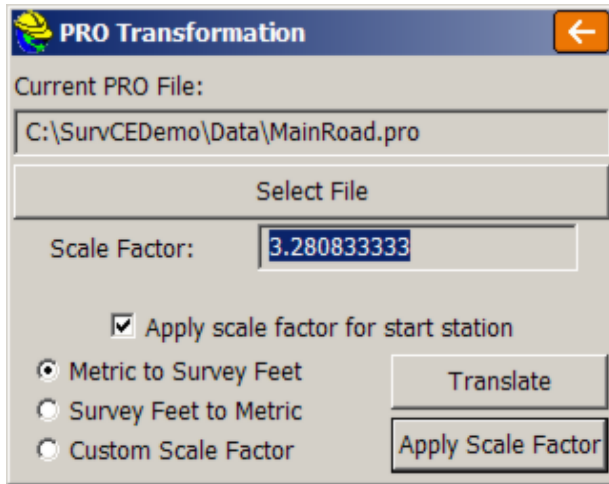 PRO Transformation
Current PRO File:
C:\SurvCEDemo\Data\MainRoad.pro
Select File
Scale Factor: 3.280833333
Apply scale factor for start station
Metric to Survey Feet
Translate
Survey Feet to Metric
Custom Scale Factor
Apply Scale Factor